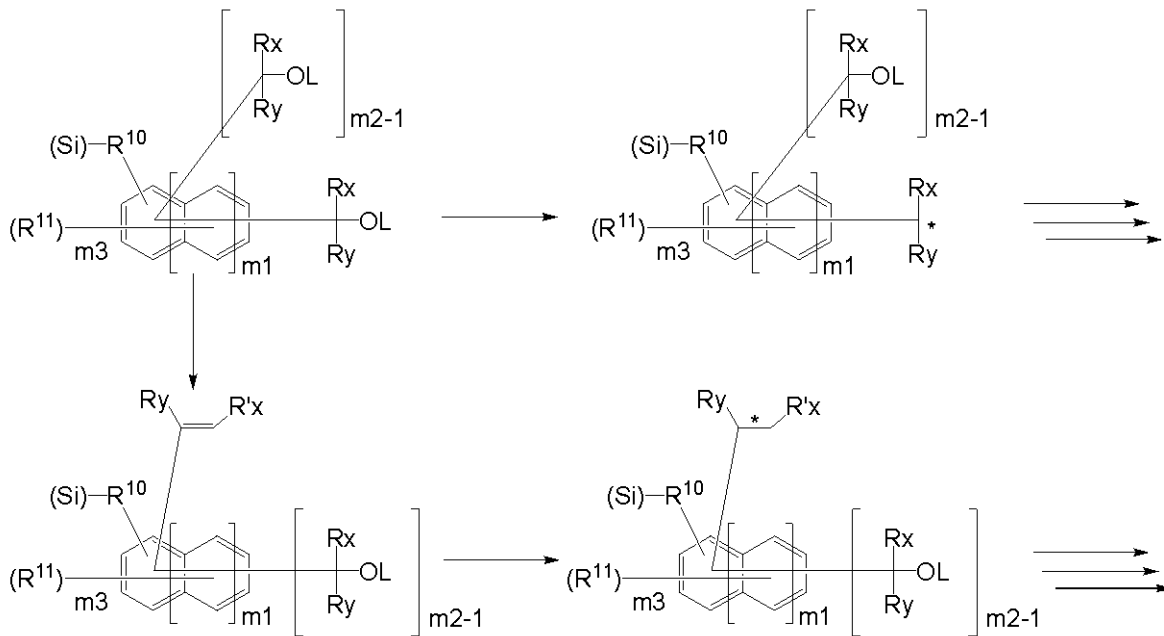 Rx
OL
Ry
m2-1
(Si)—R¹⁰
(R¹¹)
m3
m1
Rx
OL
Ry
Rx
OL
Ry
m2-1
(Si)—R¹⁰
(R¹¹)
m3
m1
Rx
*
Ry
Ry
R'x
(Si)—R¹⁰
(R¹¹)
m3
m1
Rx
OL
Ry
m2-1
Ry
*
R'x
(Si)—R¹⁰
(R¹¹)
m3
m1
Rx
OL
Ry
m2-1